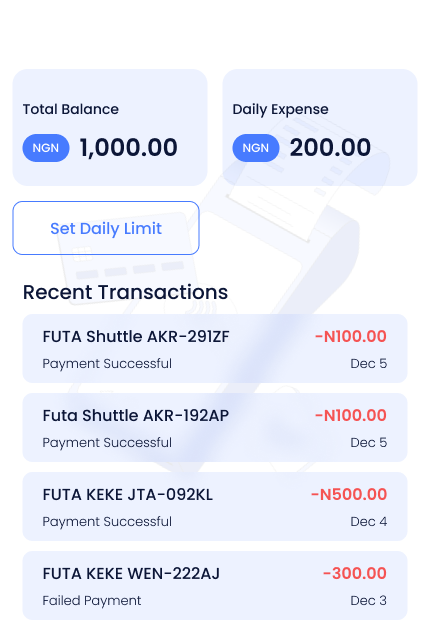 Total Balance
NGN 1,000.00
Daily Expense
NGN 200.00
Set Daily Limit
Recent Transactions
FUTA Shuttle AKR-291ZF -N100.00
Payment Successful Dec 5
Futa Shuttle AKR-192AP -N100.00
Payment Successful Dec 5
FUTA KEKE JTA-092KL -N500.00
Payment Successful Dec 4
FUTA KEKE WEN-222AJ -300.00
Failed Payment Dec 3